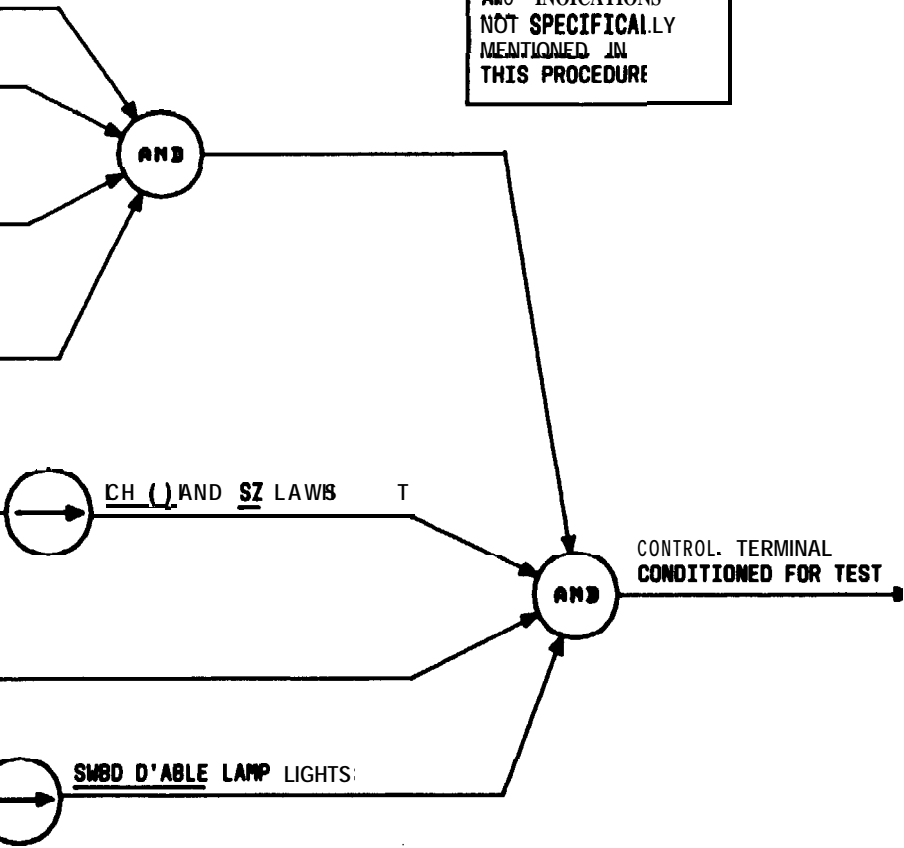 INDICATIONS
NOT SPECIFICALLY
MENTIONED IN
THIS PROCEDURE
AND
CH () AND SZ
AND
CONTROL. TERMINAL
CONDITIONED FOR TEST
SWBD D'ABLE LAMP LIGHTS